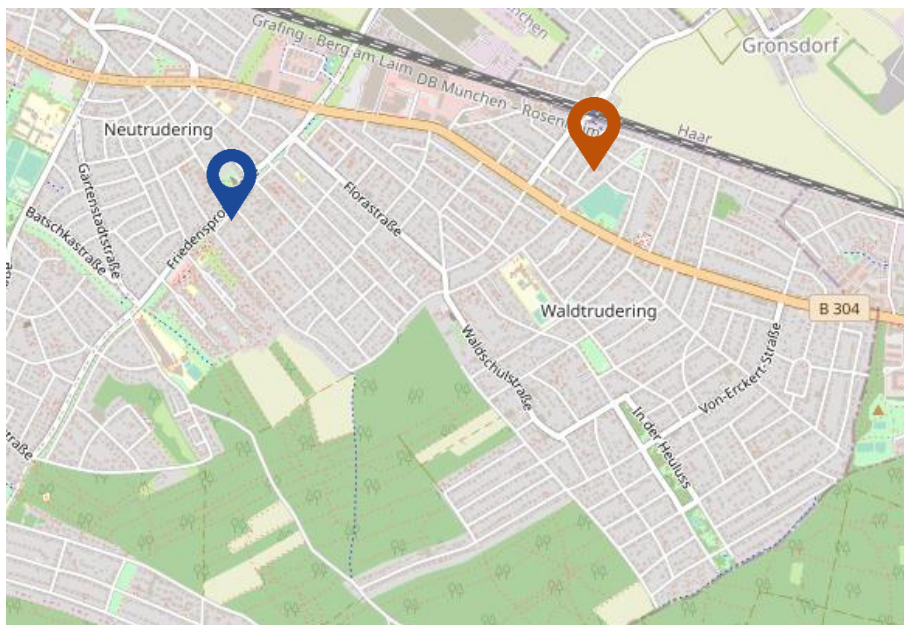 Grafing - Berg am Laim DB München - Rosenheim
Gronsdorf
Haar
Neutrudering
Gartenstadtstraße
Florastraße
Batschkastraße
B 304
Waldtrudering
Waldschulstraße
Von-Erckert-Straße
In der Heuluss